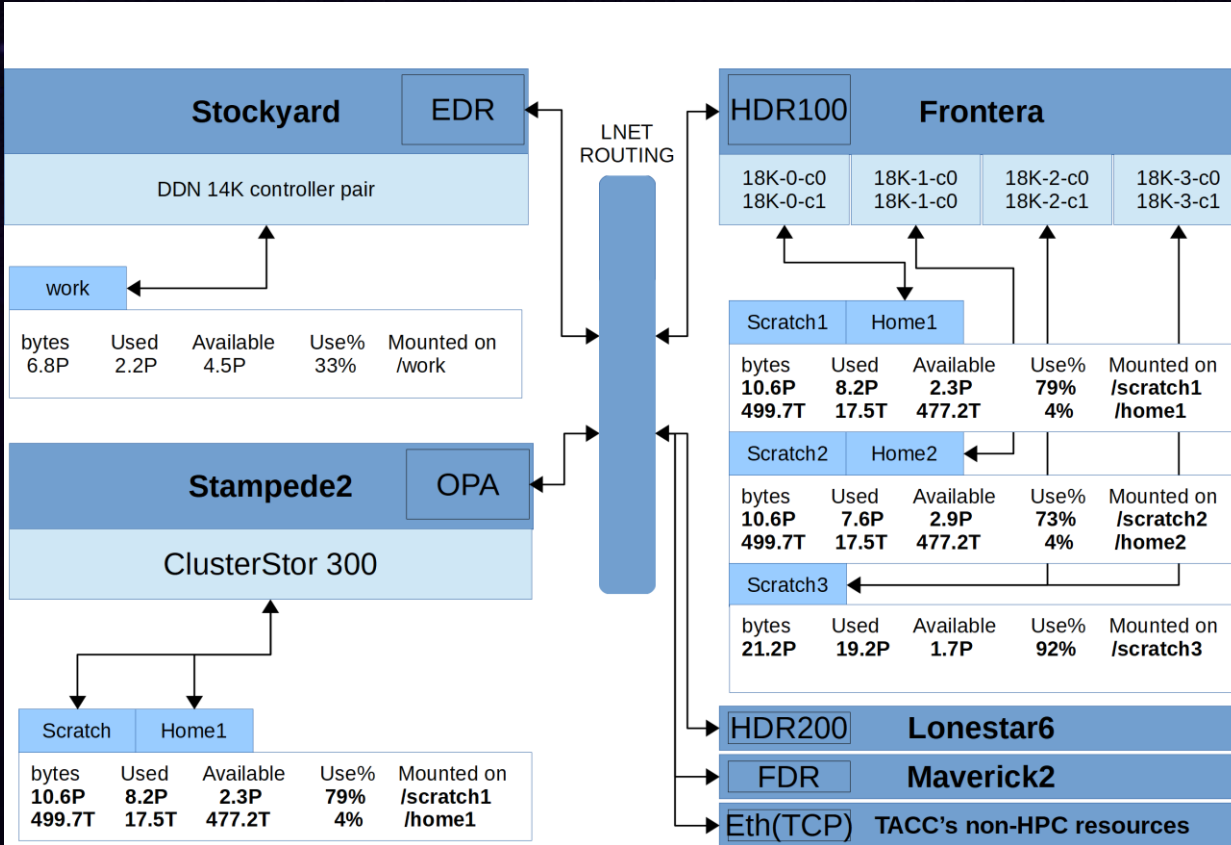 Stockyard
EDR
DDN 14K controller pair
work
bytes Used Available Use% Mounted on
6.8P 2.2P 4.5P 33% /work
Stampede2
OPA
ClusterStor 300
Scratch Home1
bytes Used Available Use% Mounted on
10.6P 8.2P 2.3P 79% /scratch1
499.7T 17.5T 477.2T 4% /home1
LNET
ROUTING
HDR100
Frontera
18K-0-c0 18K-1-c0 18K-2-c0 18K-3-c0
18K-0-c1 18K-1-c0 18K-2-c1 18K-3-c1
Scratch1 Home1
bytes Used Available Use% Mounted on
10.6P 8.2P 2.3P 79% /scratch1
499.7T 17.5T 477.2T 4% /home1
Scratch2 Home2
bytes Used Available Use% Mounted on
10.6P 7.6P 2.9P 73% /scratch2
499.7T 17.5T 477.2T 4% /home2
Scratch3
bytes Used Available Use% Mounted on
21.2P 19.2P 1.7P 92% /scratch3
HDR200 Lonestar6
FDR Maverick2
Eth(TCP) TACC's non-HPC resources